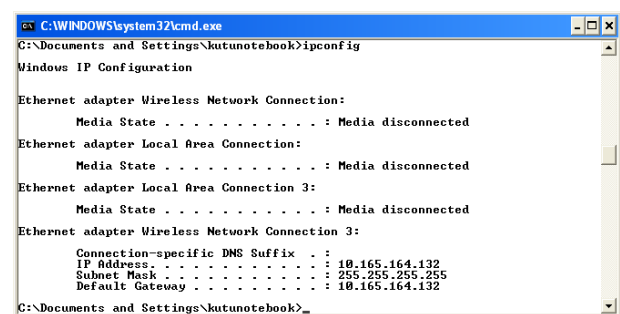 C:\WINDOWS\system32\cmd.exe
C:\Documents and Settings\kutunotebook>ipconfig
Windows IP Configuration
Ethernet adapter Wireless Network Connection:
Media State . . . . . . . . . . . : Media disconnected
Ethernet adapter Local Area Connection:
Media State . . . . . . . . . . . : Media disconnected
Ethernet adapter Local Area Connection 3:
Media State . . . . . . . . . . . : Media disconnected
Ethernet adapter Wireless Network Connection 3:
Connection-specific DNS Suffix  . :
IP Address. . . . . . . . . . . . : 10.165.164.132
Subnet Mask . . . . . . . . . . . : 255.255.255.255
Default Gateway . . . . . . . . . : 10.165.164.132
C:\Documents and Settings\kutunotebook>_